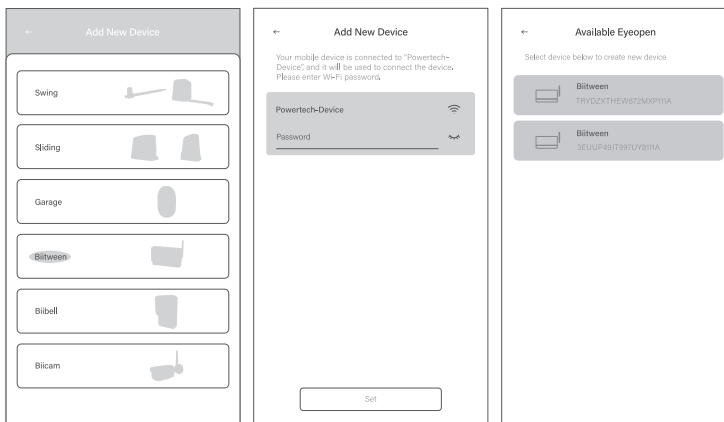 Add New Device
Swing
Sliding
Garage
Biitween
Biibell
Biicam
Add New Device
Your mobile device is connected to "Powertech-
Device", and it will be used to connect the device.
Please enter Wi-Fi password.
Powertech-Device
Password
Set
Available Eyeopen
Select device below to create new device
Biitween
TRYDZXTHEW872MXP111A
Biitween
3EUUP49JT997UY8111A